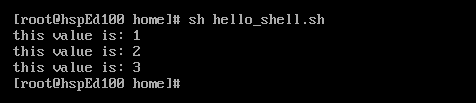 [root@hspEd100 home]# sh hello_shell.sh
this value is: 1
this value is: 2
this value is: 3
[root@hspEd100 home]#